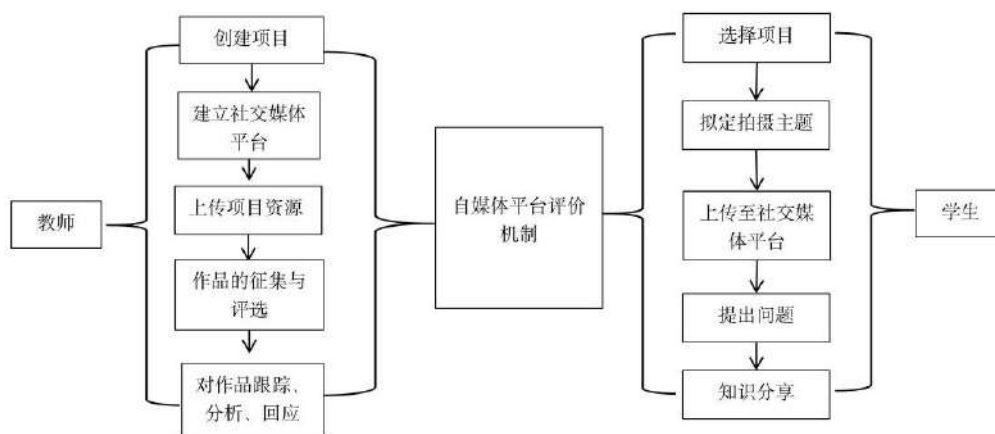 教师
创建项目
建立社交媒体
平台
上传项目资源
作品的征集与
评选
对作品跟踪、
分析、回应
自媒体平台评价
机制
选择项目
拟定拍摄主题
上传至社交媒
体平台
提出问题
知识分享
学生